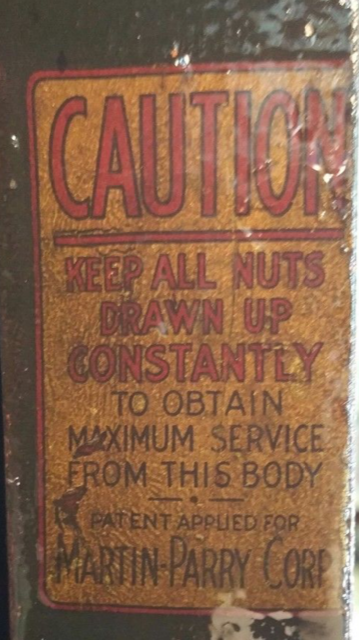 CAUTION
KEEP ALL NUTS
DRAWN UP
CONSTANTLY
TO OBTAIN
MAXIMUM SERVICE
FROM THIS BODY
PATENT APPLIED FOR
MARTIN-PARRY CORP